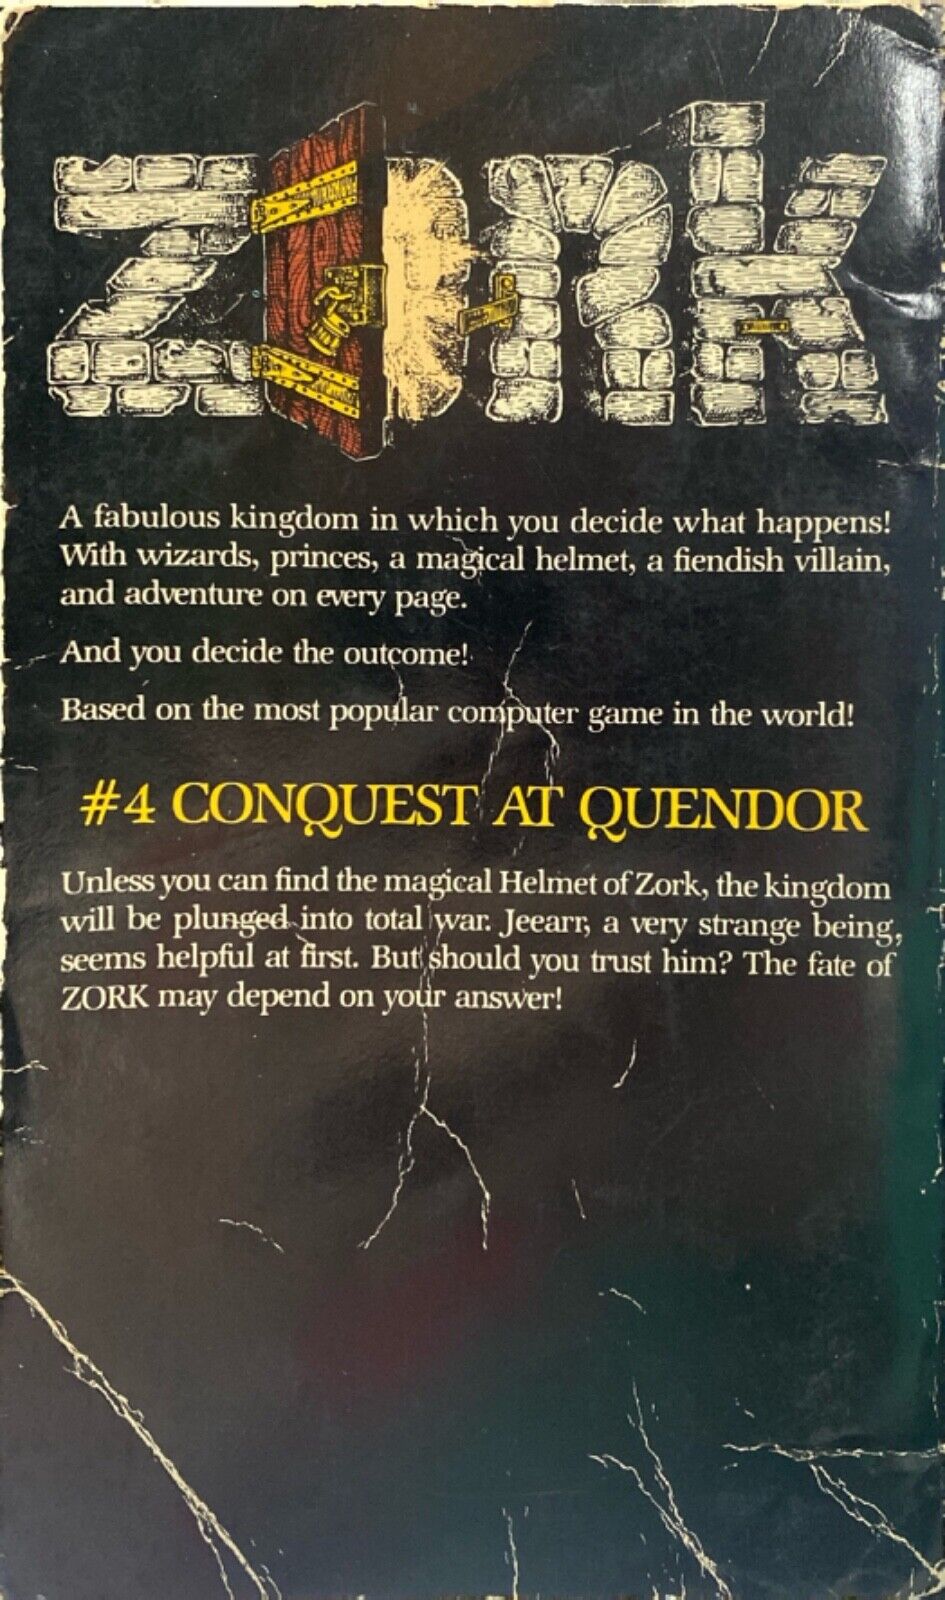 ZORK
A fabulous kingdom in which you decide what happens!
With wizards, princes, a magical helmet, a fiendish villain,
and adventure on every page.
And you decide the outcome!
Based on the most popular computer game in the world!
#4 CONQUEST AT QUENDOR
Unless you can find the magical Helmet of Zork, the kingdom
will be plunged into total war. Jeearr, a very strange being,
seems helpful at first. But should you trust him? The fate of
ZORK may depend on your answer!